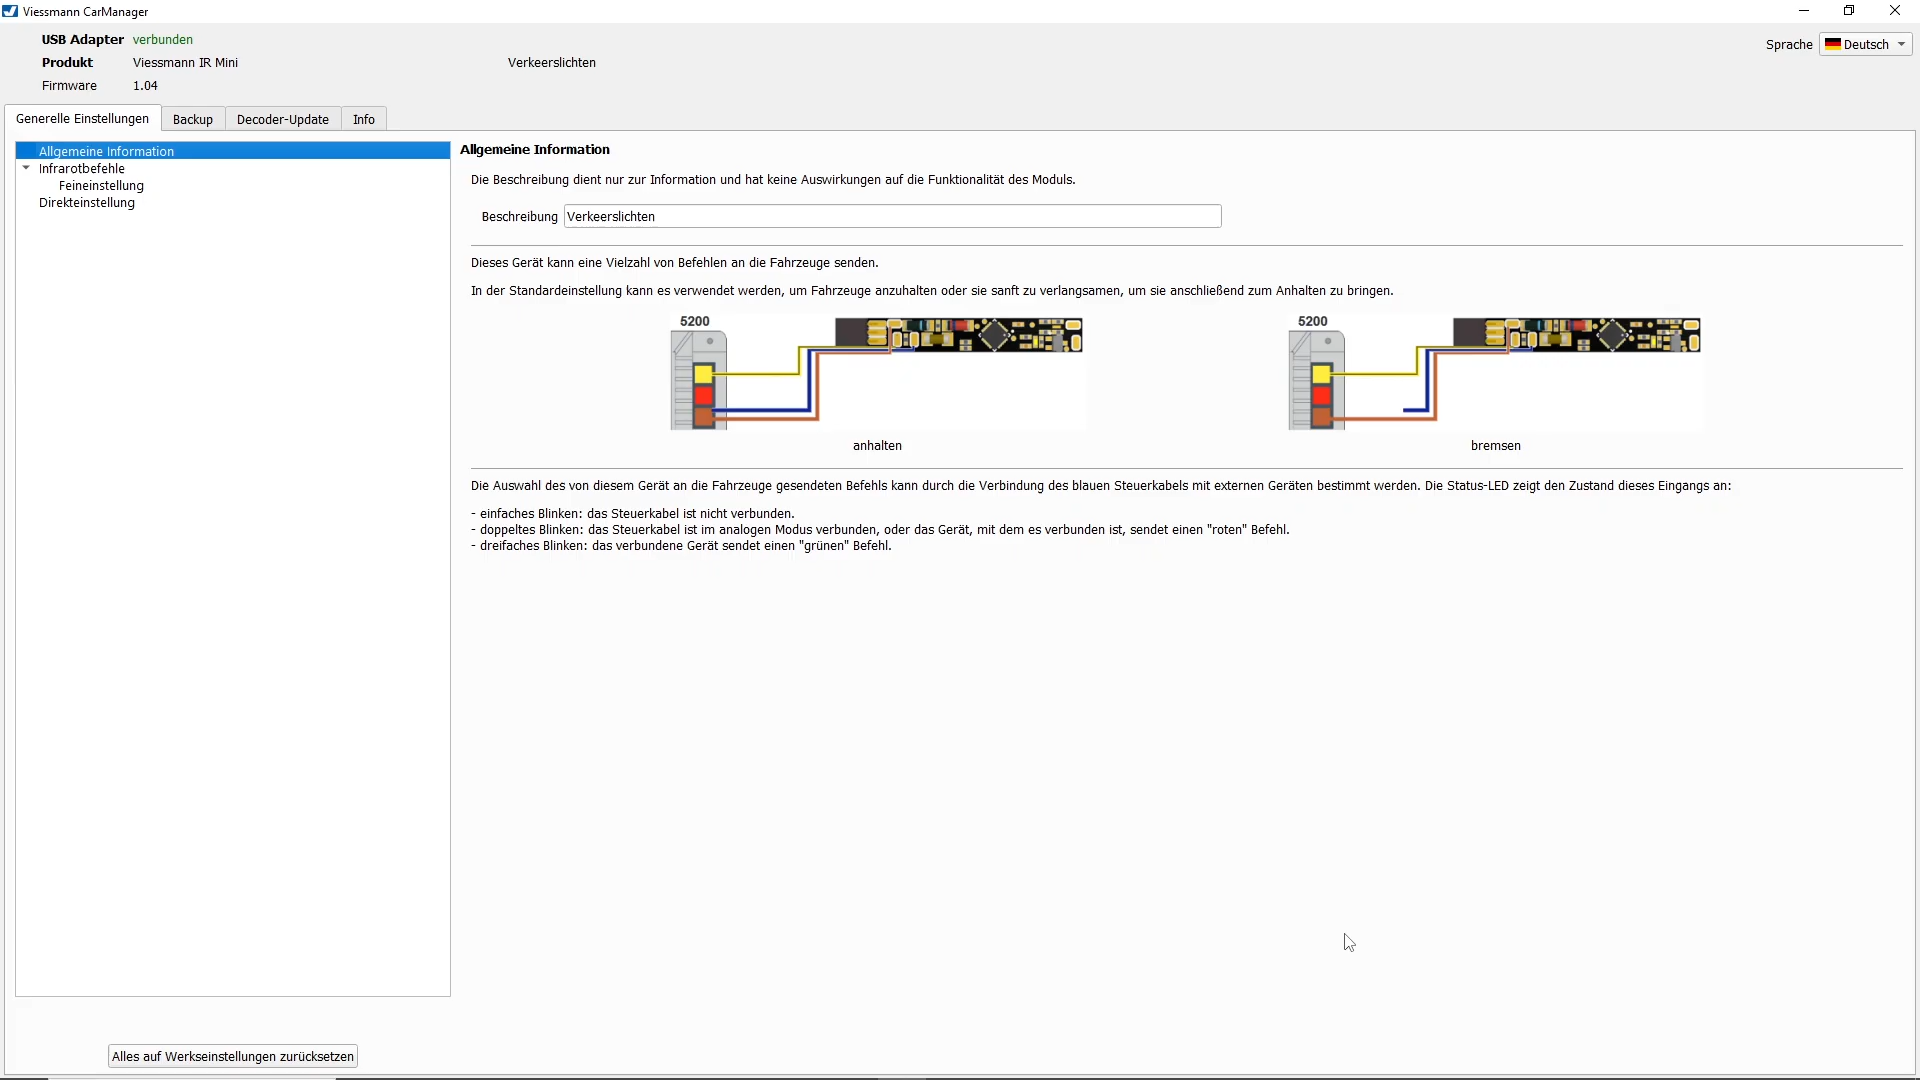 Viessmann CarManager
USB Adapter verbunden
Sprache Deutsch
Produkt Viessmann IR Mini Verkeerslichten
Firmware 1.04
Generelle Einstellungen Backup Decoder-Update Info
Allgemeine Information
Infrarotbefehle
Feineinstellung
Direkteinstellung
Allgemeine Information
Die Beschreibung dient nur zur Information und hat keine Auswirkungen auf die Funktionalität des Moduls.
Beschreibung Verkeerslichten
Dieses Gerät kann eine Vielzahl von Befehlen an die Fahrzeuge senden.
In der Standardeinstellung kann es verwendet werden, um Fahrzeuge anzuhalten oder sie sanft zu verlangsamen, um sie anschließend zum Anhalten zu bringen.
5200 5200
anhalten bremsen
Die Auswahl des von diesem Gerät an die Fahrzeuge gesendeten Befehls kann durch die Verbindung des blauen Steuerkabels mit externen Geräten bestimmt werden. Die Status-LED zeigt den Zustand dieses Eingangs an:
- einfaches Blinken: das Steuerkabel ist nicht verbunden.
- doppeltes Blinken: das Steuerkabel ist im analogen Modus verbunden, oder das Gerät, mit dem es verbunden ist, sendet einen "roten" Befehl.
- dreifaches Blinken: das verbundene Gerät sendet einen "grünen" Befehl.
Alles auf Werkseinstellungen zurücksetzen